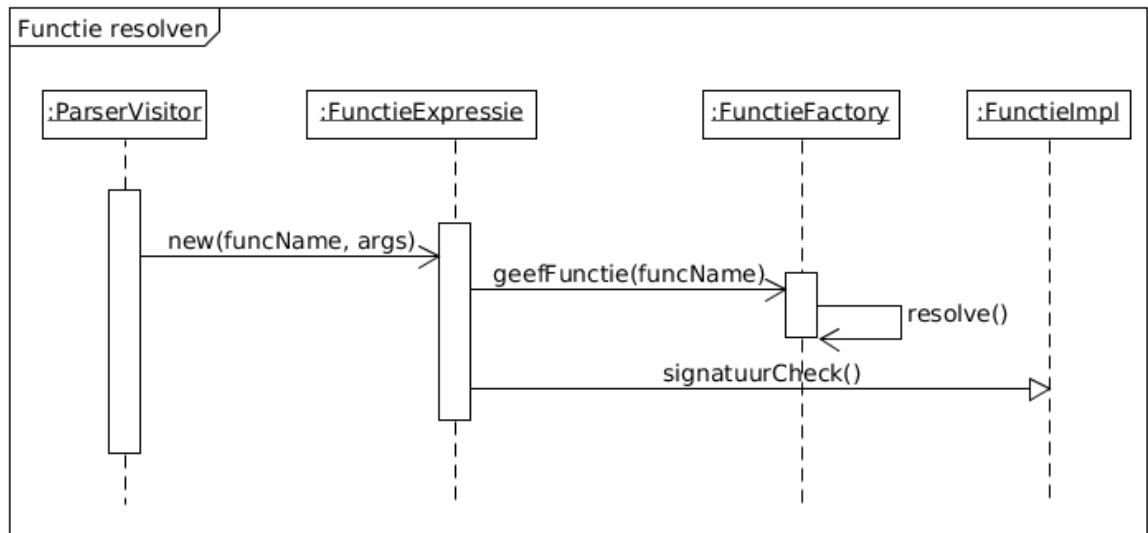 Functie resolven
:ParserVisitor
:FunctieExpressie
:FunctieFactory
:FunctieImpl
new(funcName, args)
geefFunctie(funcName)
resolve()
signatuurCheck()